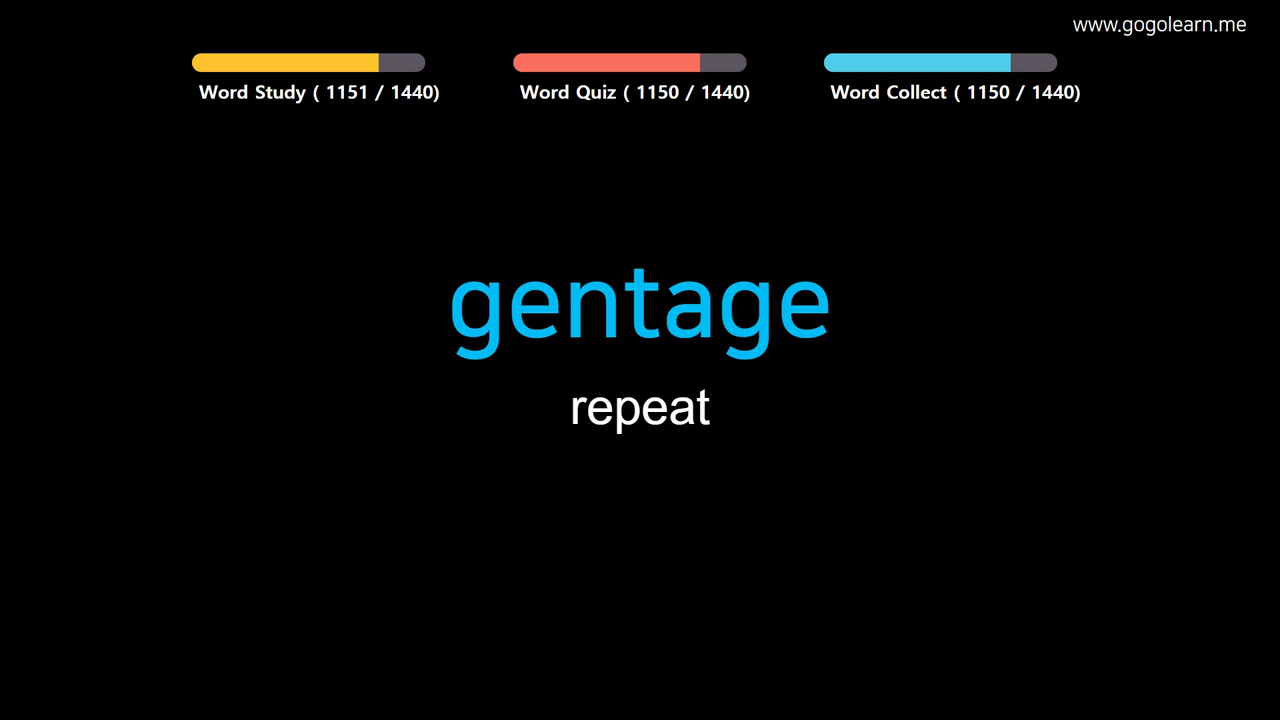 www.gogolearn.me
Word Study ( 1151 / 1440)
Word Quiz ( 1150 / 1440)
Word Collect ( 1150 / 1440)
gentage
repeat